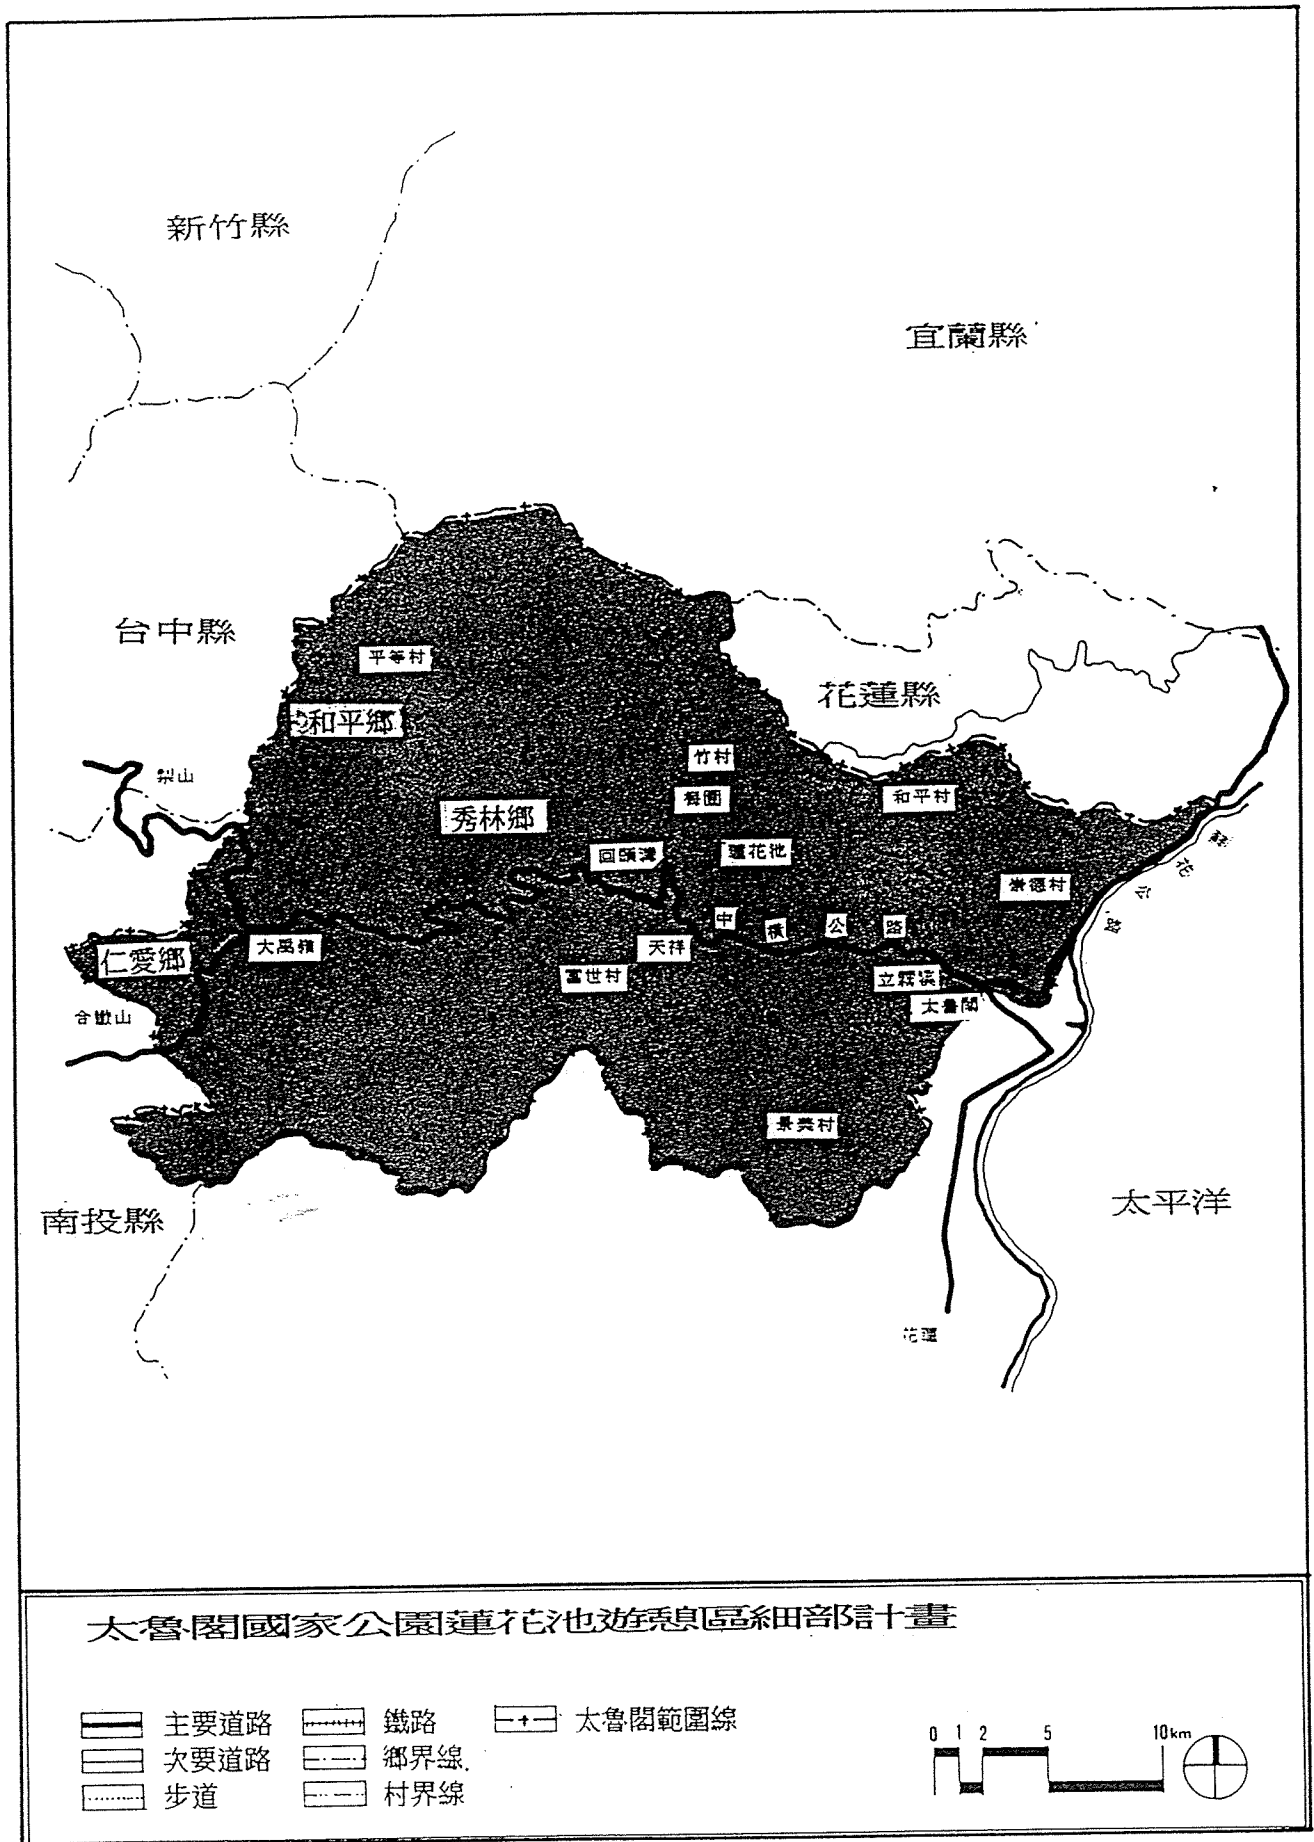 新竹縣
宜蘭縣
台中縣
平等村
花蓮縣
和平鄉
竹村
梨山
梅園
和平村
秀林鄉
回頭灣
蓮花池
蘇花公路
崇德村
中橫公路
大禹嶺
天祥
仁愛鄉
富世村
立霧溪
太魯閣
合歡山
景美村
太平洋
南投縣
花蓮
太魯閣國家公園蓮花池遊憩區細部計畫
主要道路
鐵路
太魯閣範圍線
次要道路
鄉界線
步道
村界線
0 1 2 5 10km